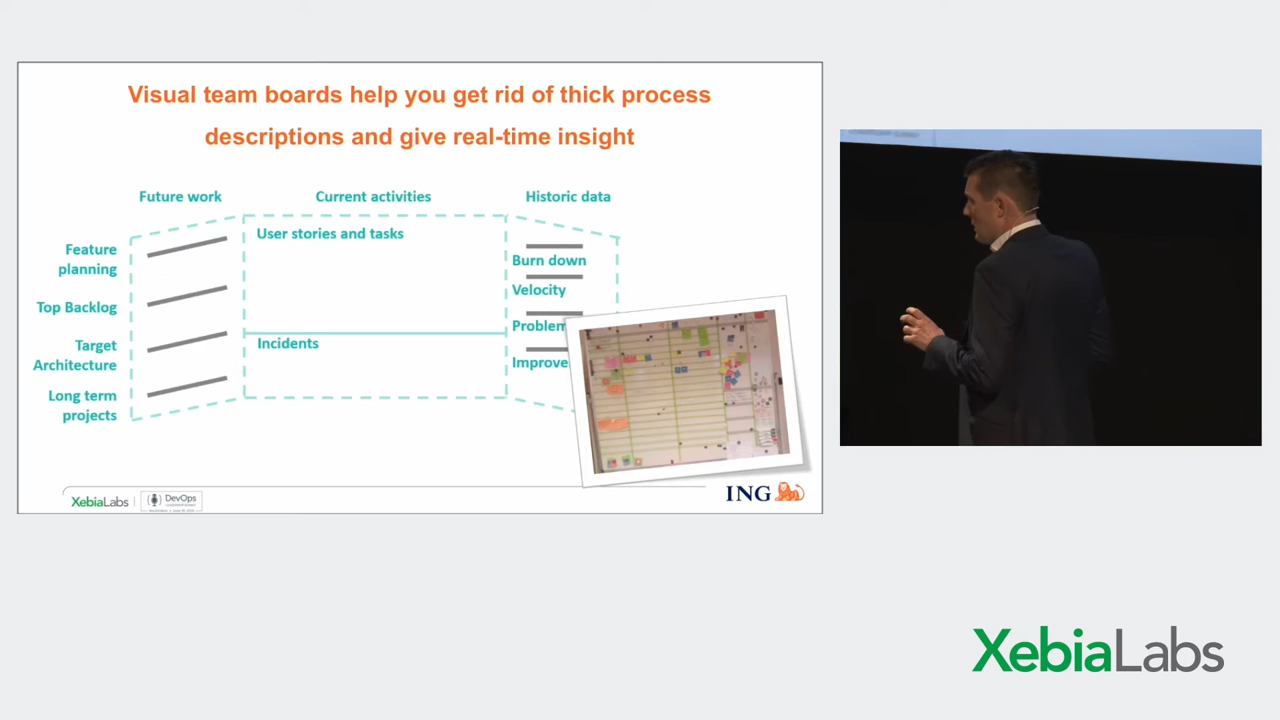 Visual team boards help you get rid of thick process
descriptions and give real-time insight
Future work
Current activities
Historic data
Feature
planning
Top Backlog
Target
Architecture
Long term
projects
User stories and tasks
Incidents
Burn down
Velocity
Problem
Improve
XebiaLabs
DevOps
ING
XebiaLabs